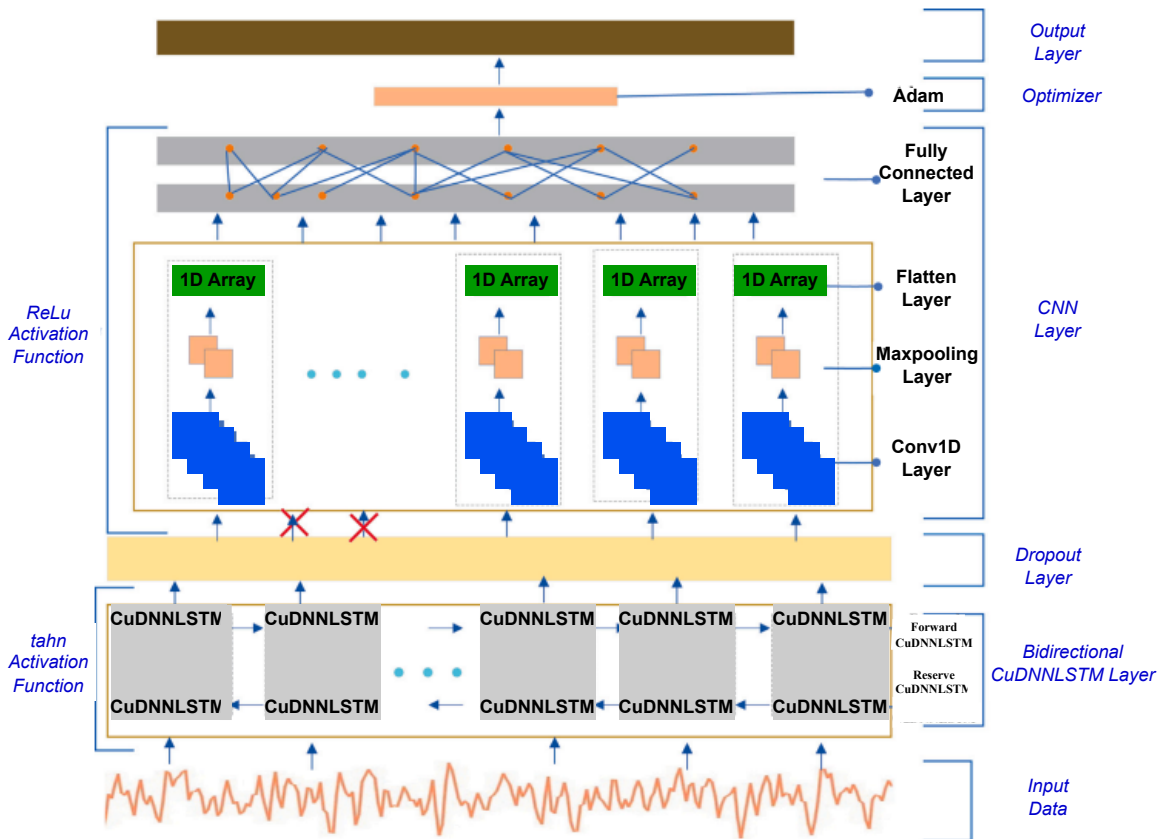 Output
Layer
Adam
Optimizer
Fully
Connected
Layer
1D Array
1D Array
1D Array
1D Array
Flatten
Layer
ReLu
Activation
Function
CNN
Layer
Maxpooling
Layer
Conv1D
Layer
Dropout
Layer
CuDNNLSTM
CuDNNLSTM
CuDNNLSTM
CuDNNLSTM
CuDNNLSTM
Forward
CuDNNLSTM
tahn
Activation
Function
Bidirectional
CuDNNLSTM Layer
Reserve
CuDNNLSTM
CuDNNLSTM
CuDNNLSTM
CuDNNLSTM
CuDNNLSTM
CuDNNLSTM
Input
Data